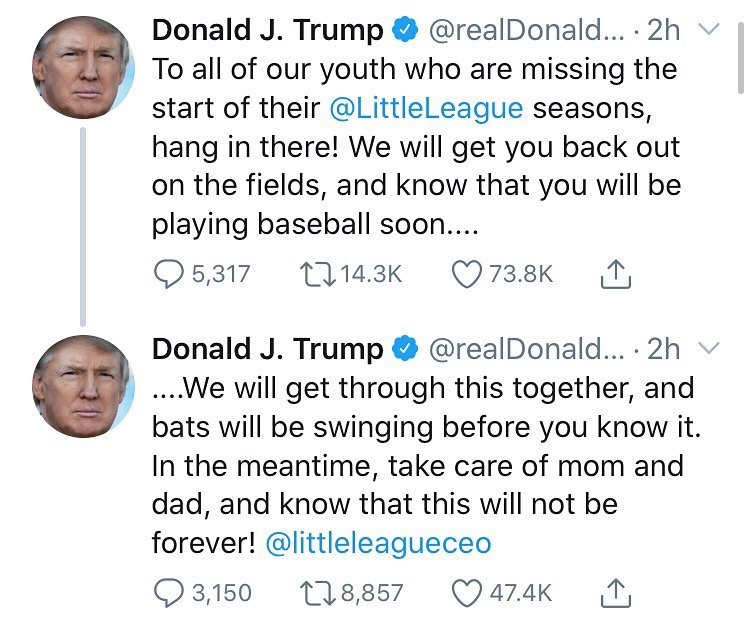 Donald J. Trump @realDonald... · 2h
To all of our youth who are missing the
start of their @LittleLeague seasons,
hang in there! We will get you back out
on the fields, and know that you will be
playing baseball soon....
5,317 14.3K 73.8K
Donald J. Trump @realDonald... · 2h
....We will get through this together, and
bats will be swinging before you know it.
In the meantime, take care of mom and
dad, and know that this will not be
forever! @littleleagueceo
3,150 8,857 47.4K